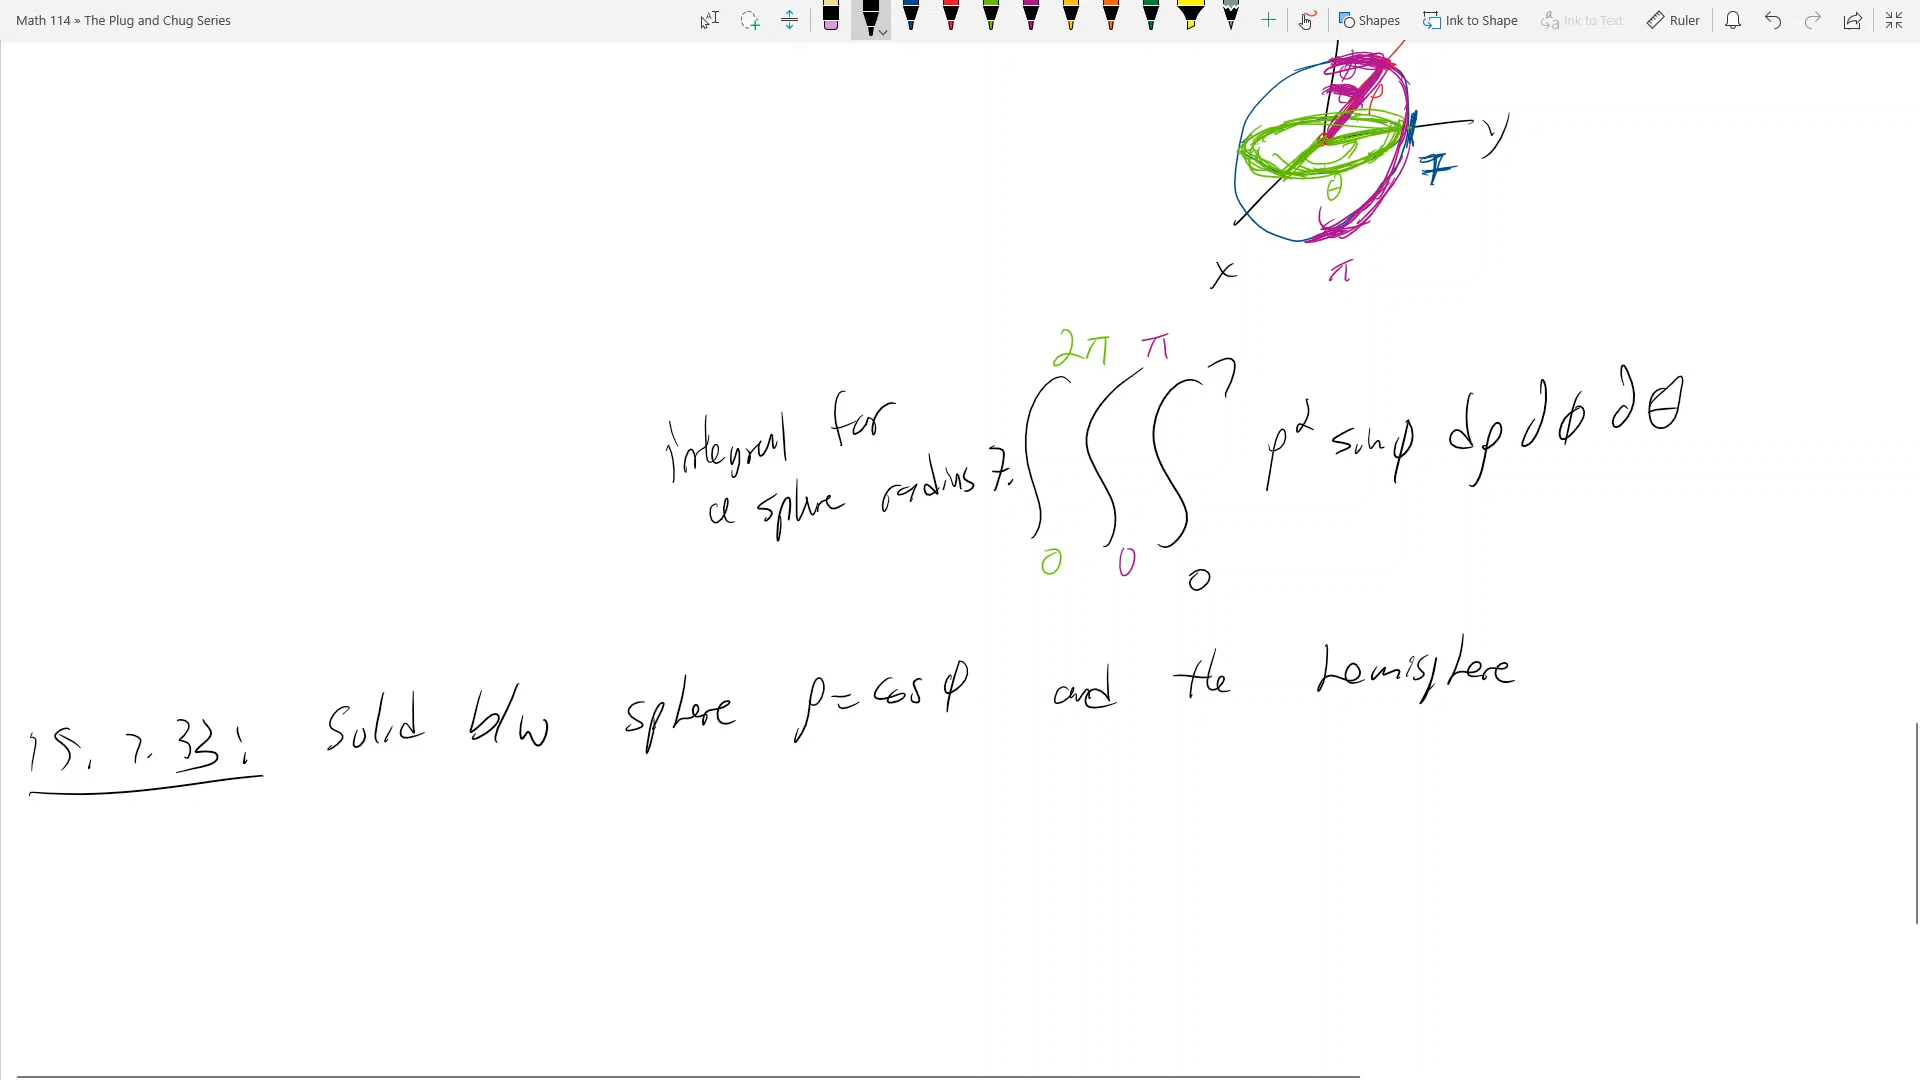 Math 114 » The Plug and Chug Series
Shapes
Ink to Shape
Ink to Text
Ruler
ϕ
ρ
y
7
θ
x
π
2π π 7
integral for
a sphere radius 7. ∫ ∫ ∫ ρ² sin φ dρ dϕ dθ
0 0 0
15.7.33: Solid b/w sphere ρ = cos φ and the hemisphere